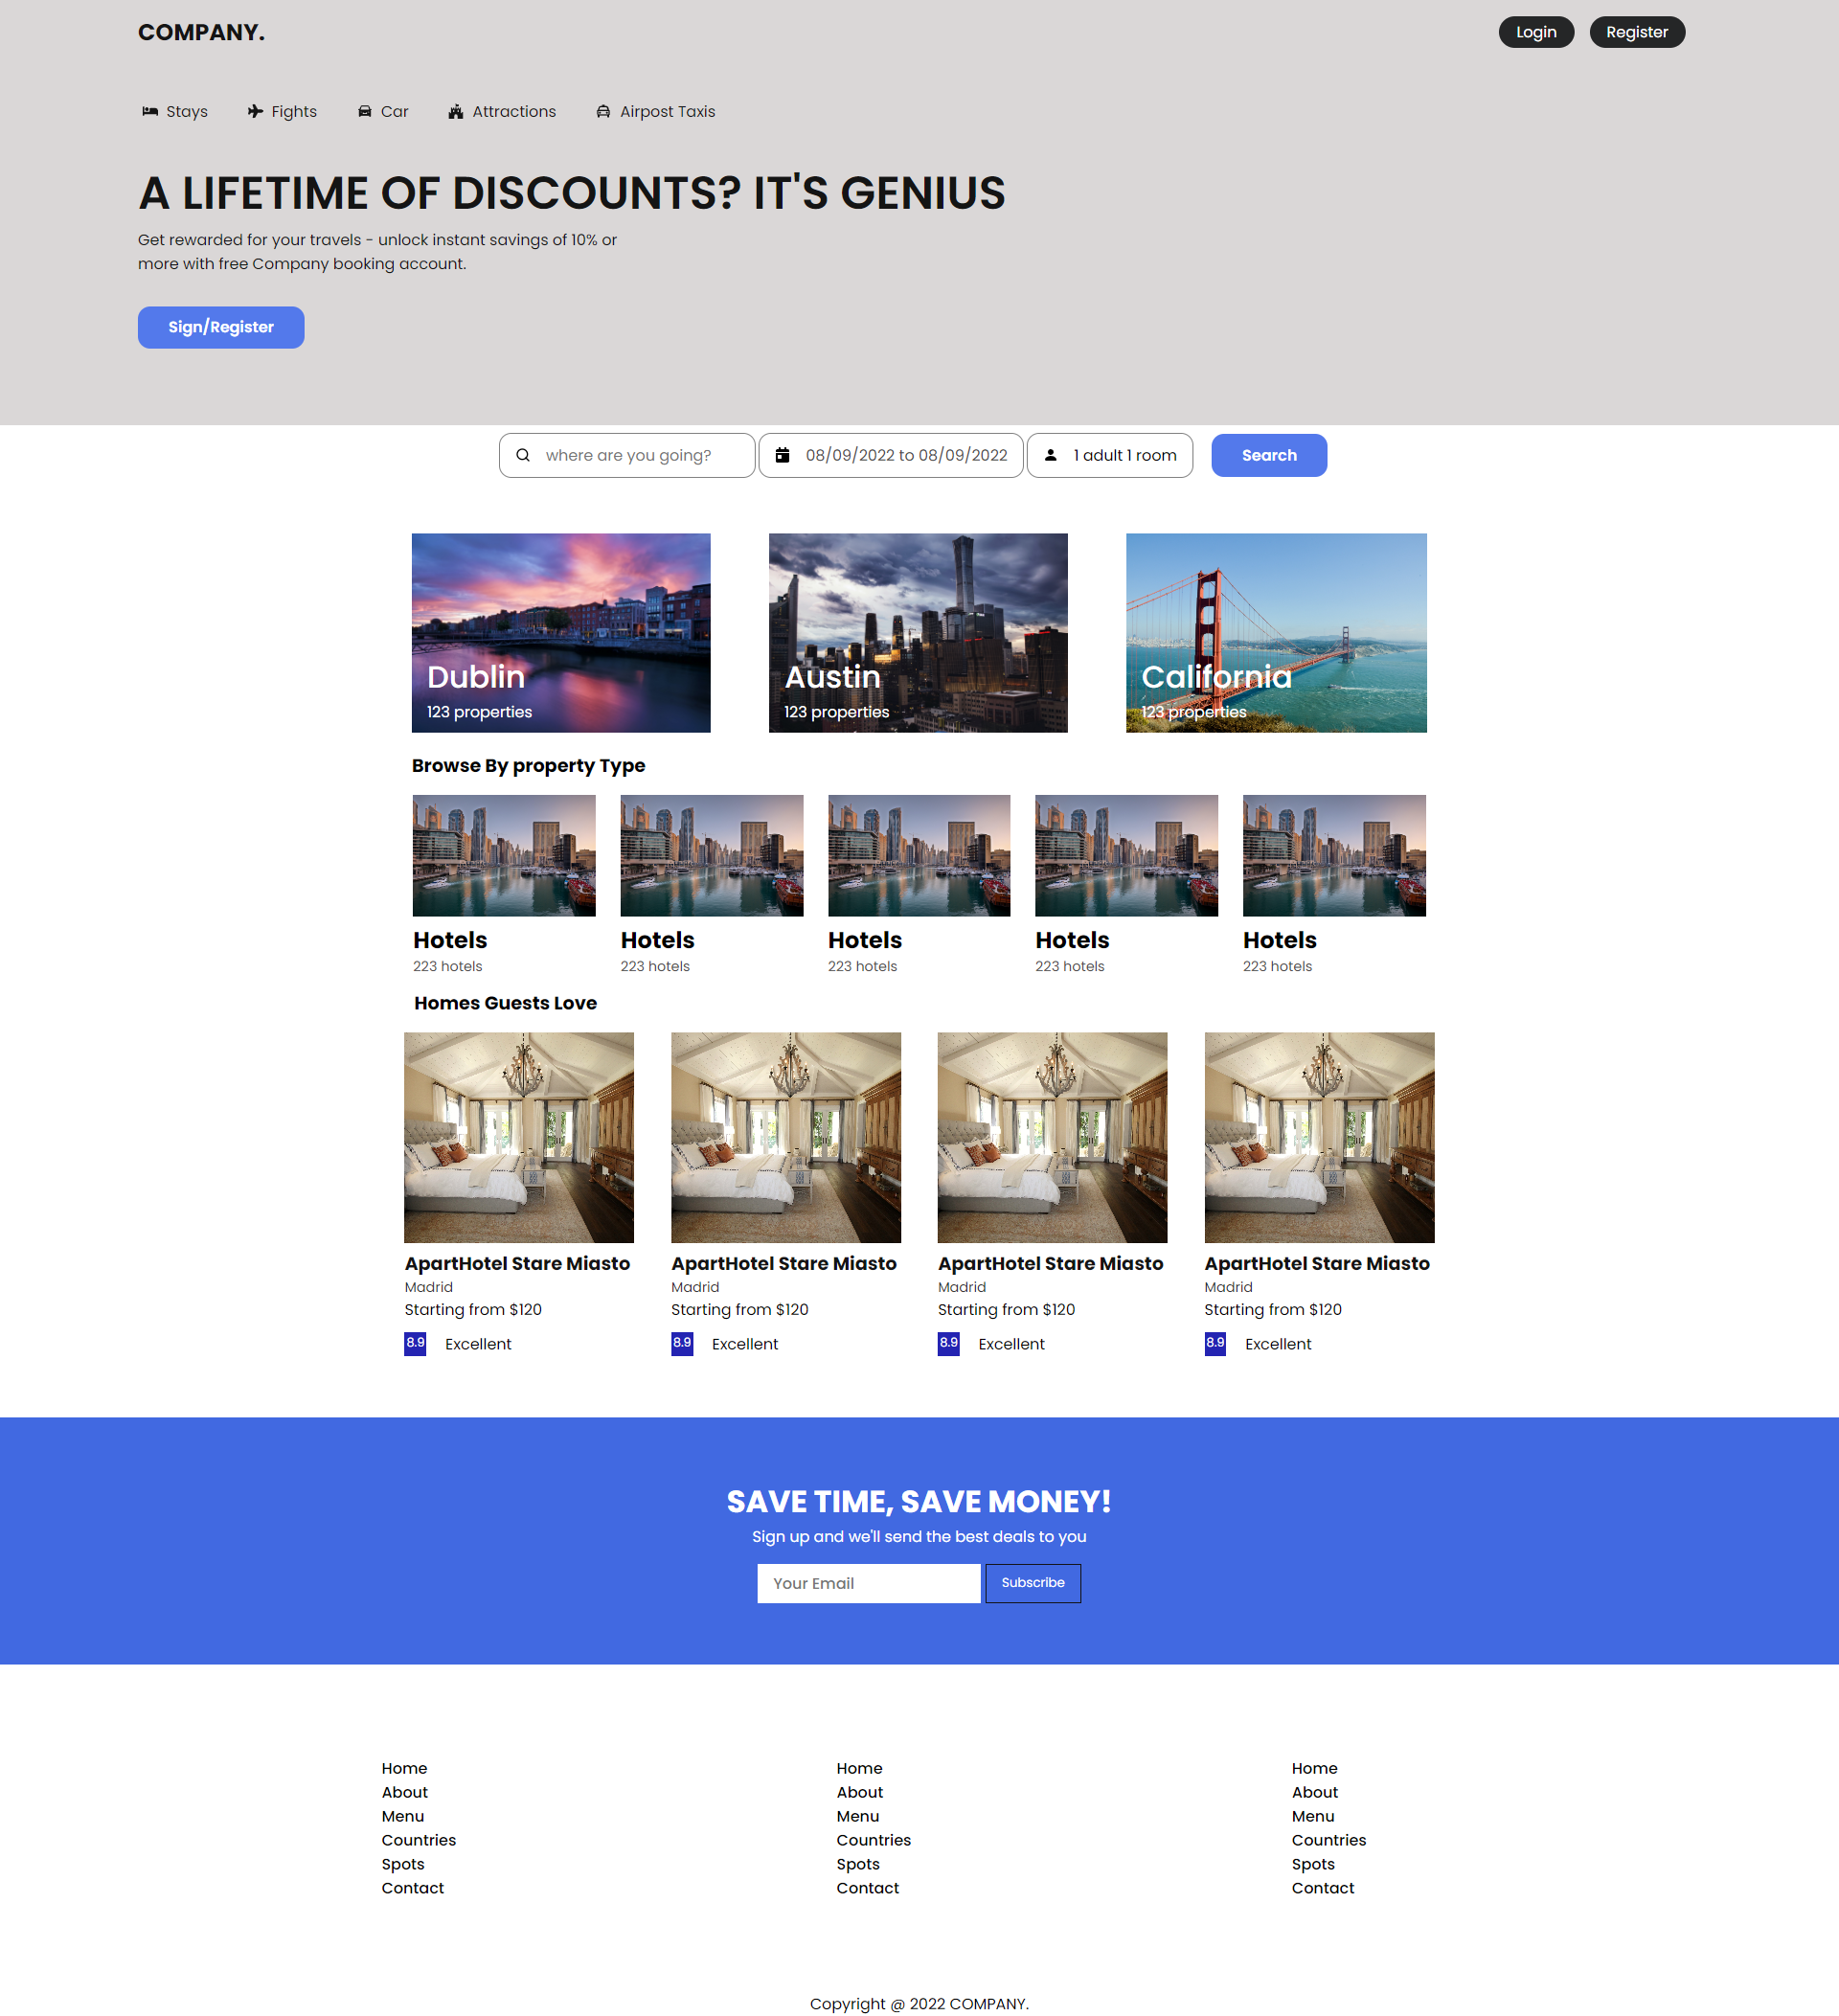 COMPANY.
Login
Register
Stays
Fights
Car
Attractions
Airpost Taxis
A LIFETIME OF DISCOUNTS? IT'S GENIUS
Get rewarded for your travels - unlock instant savings of 10% or
more with free Company booking account.
Sign/Register
where are you going?
08/09/2022 to 08/09/2022
1 adult 1 room
Search
Dublin
123 properties
Austin
123 properties
California
123 properties
Browse By property Type
Hotels
223 hotels
Hotels
223 hotels
Hotels
223 hotels
Hotels
223 hotels
Hotels
223 hotels
Homes Guests Love
ApartHotel Stare Miasto
Madrid
Starting from $120
8.9 Excellent
ApartHotel Stare Miasto
Madrid
Starting from $120
8.9 Excellent
ApartHotel Stare Miasto
Madrid
Starting from $120
8.9 Excellent
ApartHotel Stare Miasto
Madrid
Starting from $120
8.9 Excellent
SAVE TIME, SAVE MONEY!
Sign up and we'll send the best deals to you
Your Email
Subscribe
Home
About
Menu
Countries
Spots
Contact
Home
About
Menu
Countries
Spots
Contact
Home
About
Menu
Countries
Spots
Contact
Copyright @ 2022 COMPANY.